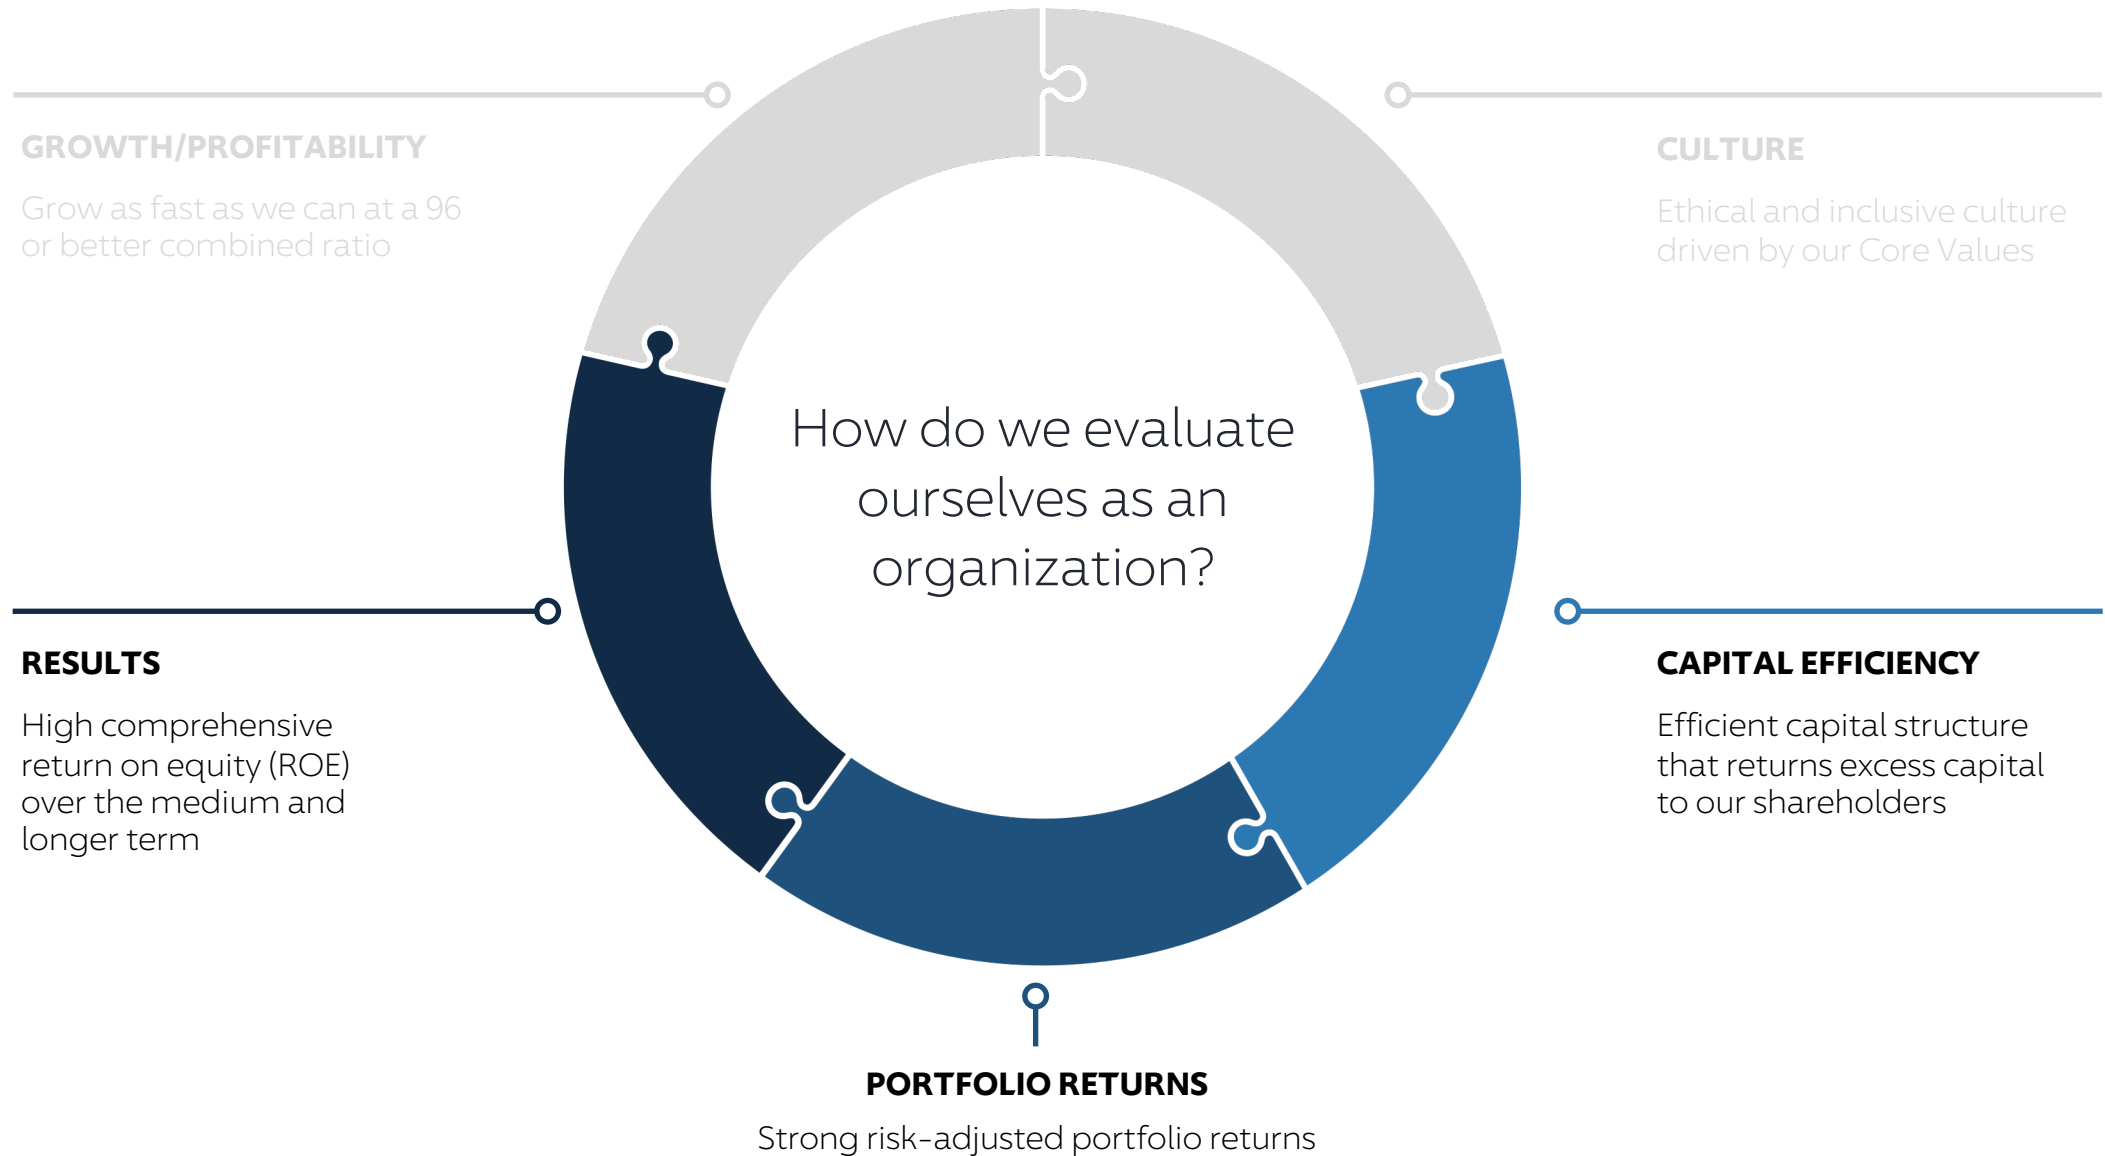 GROWTH/PROFITABILITY
Grow as fast as we can at a 96
or better combined ratio
CULTURE
Ethical and inclusive culture
driven by our Core Values
How do we evaluate
ourselves as an
organization?
RESULTS
High comprehensive
return on equity (ROE)
over the medium and
longer term
CAPITAL EFFICIENCY
Efficient capital structure
that returns excess capital
to our shareholders
PORTFOLIO RETURNS
Strong risk-adjusted portfolio returns